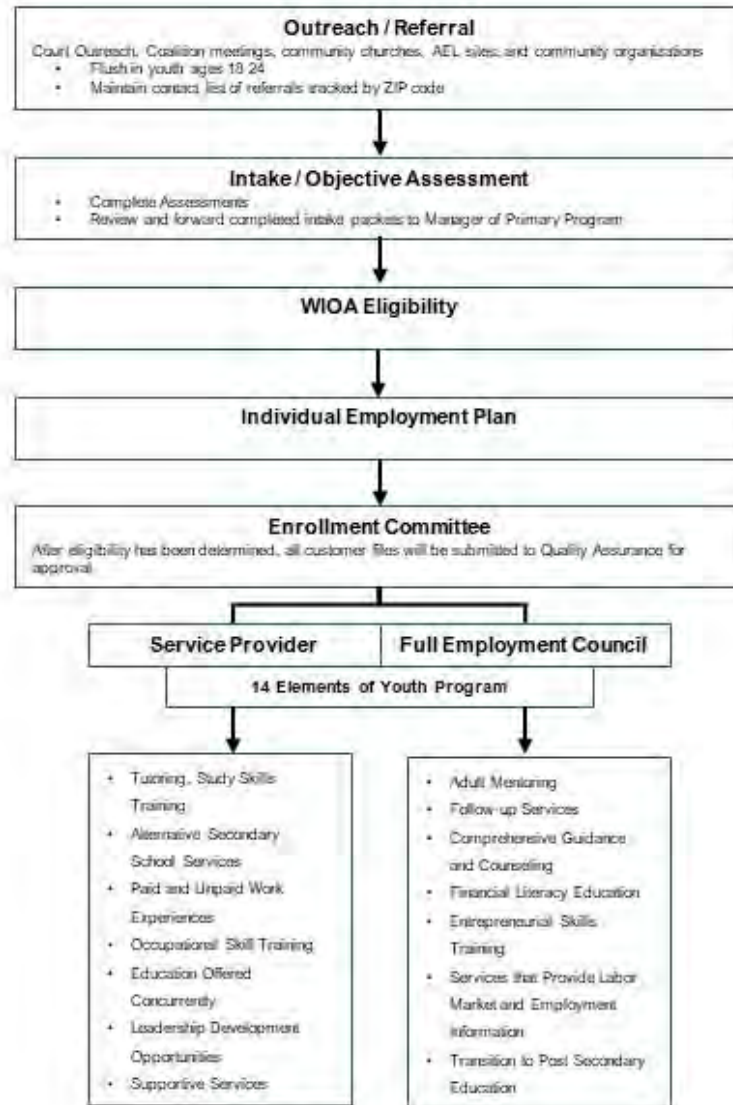 Outreach / Referral
Court Outreach, Coalition meetings, community churches, AEL sites, and community organizations
• Flush in youth ages 18 24
• Maintain contact list of referrals tracked by ZIP code
Intake / Objective Assessment
• Complete Assessments
• Review and forward completed intake packets to Manager of Primary Program
WIOA Eligibility
Individual Employment Plan
Enrollment Committee
After eligibility has been determined, all customer files will be submitted to Quality Assurance for
approval
Service Provider
Full Employment Council
14 Elements of Youth Program
• Tutoring, Study Skills
Training
• Alternative Secondary
School Services
• Paid and Unpaid Work
Experiences
• Occupational Skill Training
• Education Offered
Concurrently
• Leadership Development
Opportunities
• Supportive Services
• Adult Mentoring
• Follow-up Services
• Comprehensive Guidance
and Counseling
• Financial Literacy Education
• Entrepreneurial Skills
Training
• Services that Provide Labor
Market and Employment
Information
• Transition to Post Secondary
Education